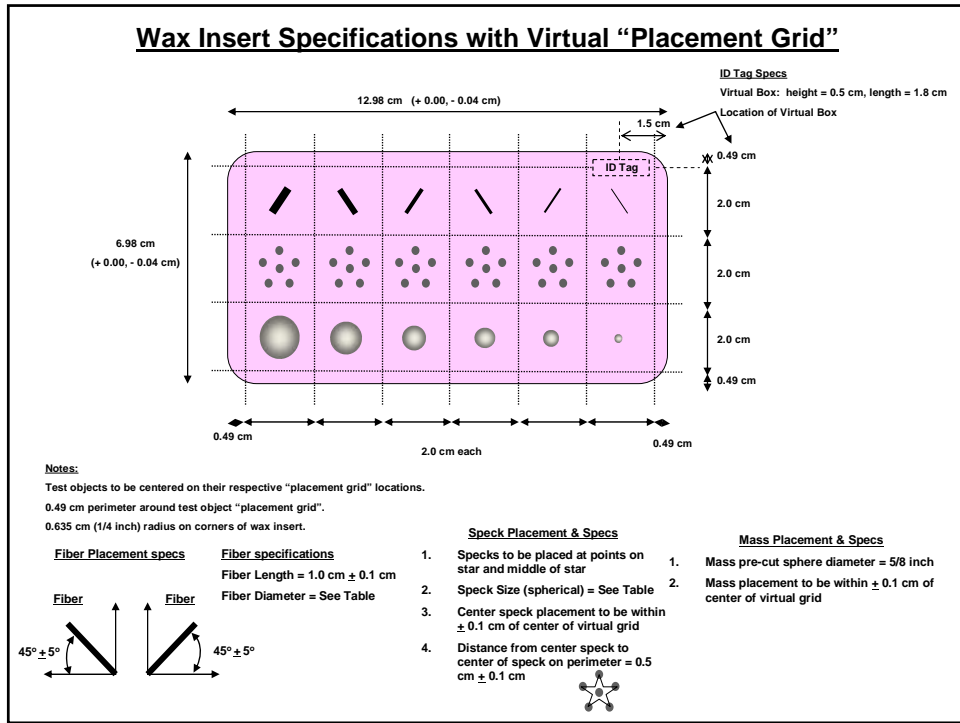 Wax Insert Specifications with Virtual “Placement Grid”
ID Tag Specs
Virtual Box:  height = 0.5 cm, length = 1.8 cm
Location of Virtual Box
12.98 cm   (+ 0.00, - 0.04 cm)
1.5 cm
0.49 cm
ID Tag
2.0 cm
6.98 cm
(+ 0.00, - 0.04 cm)
2.0 cm
2.0 cm
0.49 cm
0.49 cm
0.49 cm
2.0 cm each
Notes:
Test objects to be centered on their respective “placement grid” locations.
0.49 cm perimeter around test object “placement grid”.
0.635 cm (1/4 inch) radius on corners of wax insert.
Fiber Placement specs
Fiber
Fiber
45° ± 5°
45° ± 5°
Fiber specifications
Fiber Length = 1.0 cm ± 0.1 cm
Fiber Diameter = See Table
Speck Placement & Specs
1. Specks to be placed at points on
star and middle of star
2. Speck Size (spherical) = See Table
3. Center speck placement to be within
± 0.1 cm of center of virtual grid
4. Distance from center speck to
center of speck on perimeter = 0.5
cm ± 0.1 cm
Mass Placement & Specs
1. Mass pre-cut sphere diameter = 5/8 inch
2. Mass placement to be within ± 0.1 cm of
center of virtual grid